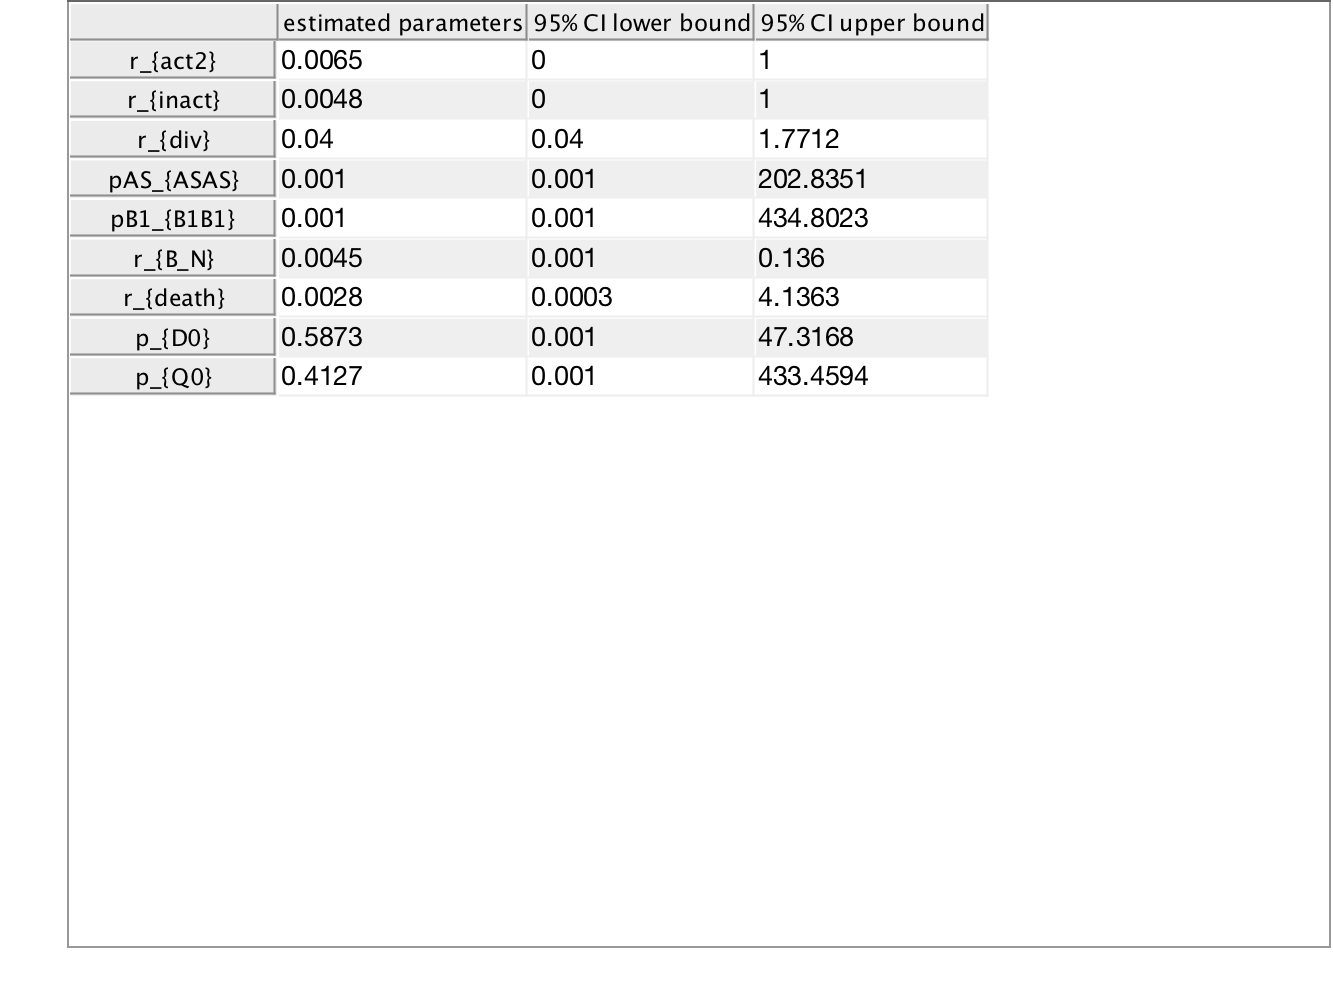 estimated parameters 95% CI lower bound 95% CI upper bound
r_{act2} 0.0065 0 1
r_{inact} 0.0048 0 1
r_{div} 0.04 0.04 1.7712
pAS_{ASAS} 0.001 0.001 202.8351
pB1_{B1B1} 0.001 0.001 434.8023
r_{B_N} 0.0045 0.001 0.136
r_{death} 0.0028 0.0003 4.1363
p_{D0} 0.5873 0.001 47.3168
p_{Q0} 0.4127 0.001 433.4594